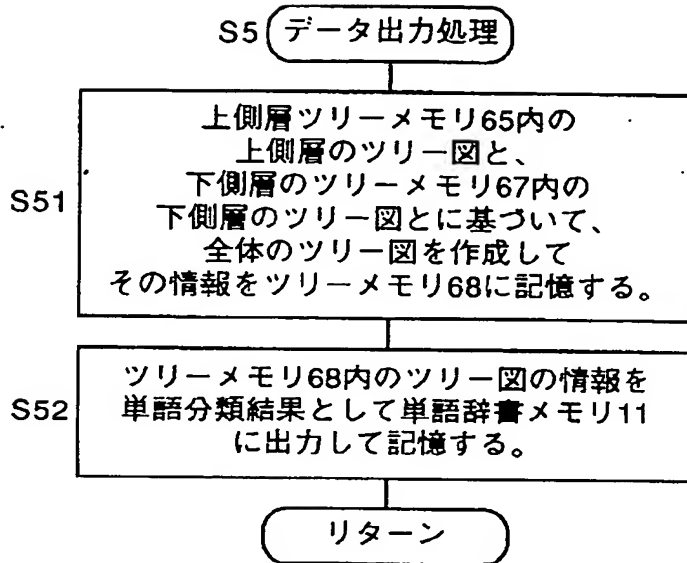 S5 データ出力処理
上側層ツリーメモリ65内の
上側層のツリー図と、
下側層のツリーメモリ67内の
S51
下側層のツリー図とに基づいて、
全体のツリー図を作成して
その情報をツリーメモリ68に記憶する。
ツリーメモリ68内のツリー図の情報を
S52
単語分類結果として単語辞書メモリ11
に出力して記憶する。
リターン